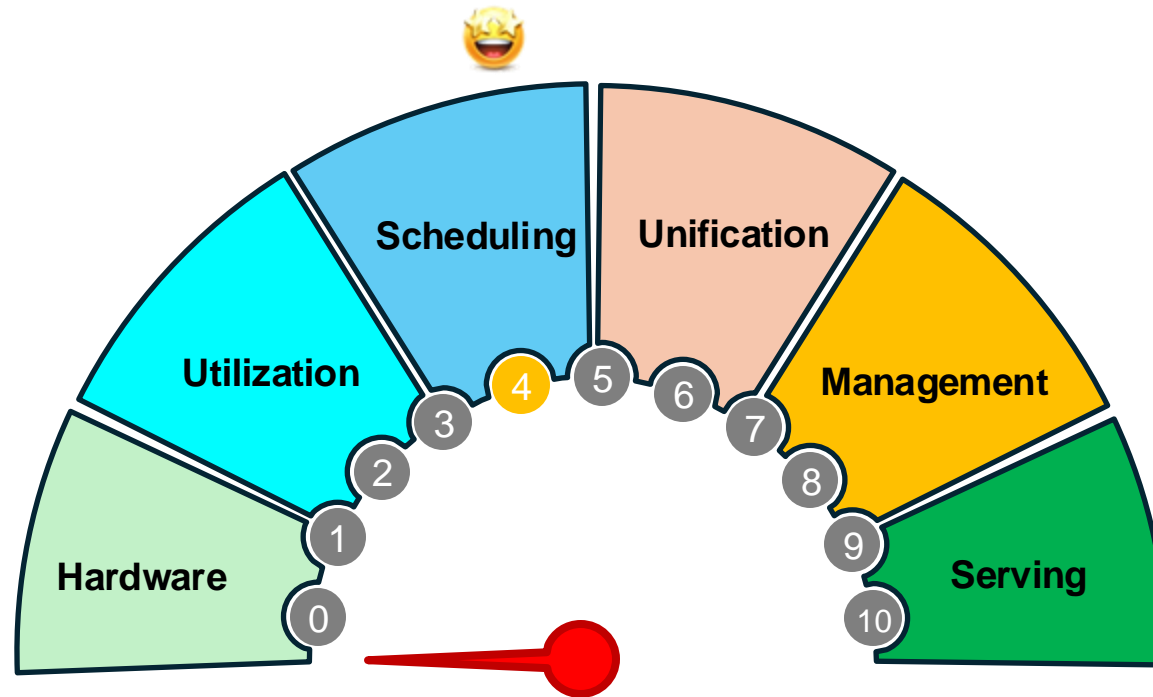 Scheduling
Unification
Utilization
Management
Hardware
Serving
0
1
2
3
4
5
6
7
8
9
10